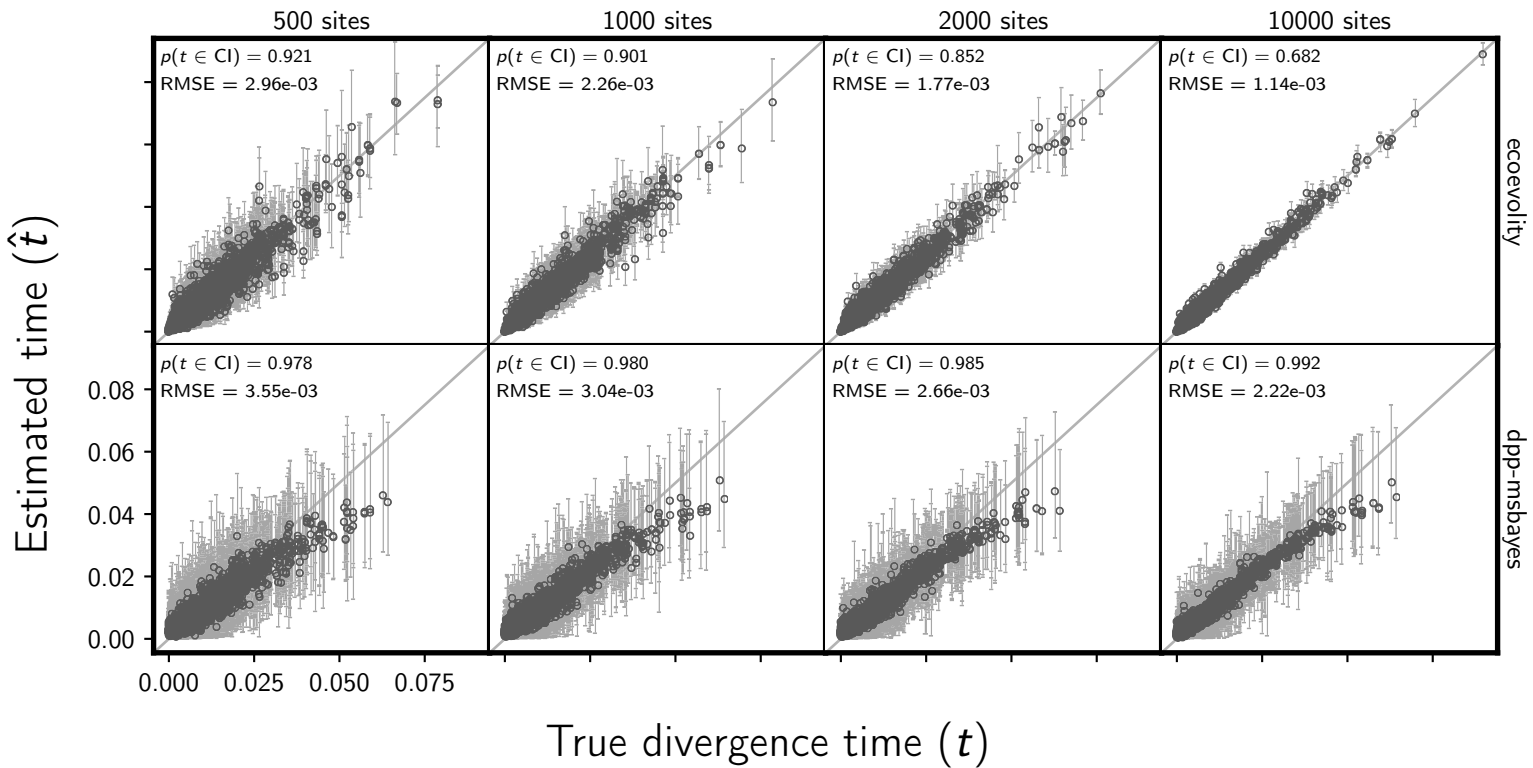 500 sites
1000 sites
2000 sites
10000 sites
p(t ∈ CI) = 0.921
RMSE = 2.96e-03
p(t ∈ CI) = 0.901
RMSE = 2.26e-03
p(t ∈ CI) = 0.852
RMSE = 1.77e-03
p(t ∈ CI) = 0.682
RMSE = 1.14e-03
ecoevolity
p(t ∈ CI) = 0.978
RMSE = 3.55e-03
p(t ∈ CI) = 0.980
RMSE = 3.04e-03
p(t ∈ CI) = 0.985
RMSE = 2.66e-03
p(t ∈ CI) = 0.992
RMSE = 2.22e-03
dpp-msbayes
Estimated time (t̂)
0.08
0.06
0.04
0.02
0.00
0.000 0.025 0.050 0.075
True divergence time (t)